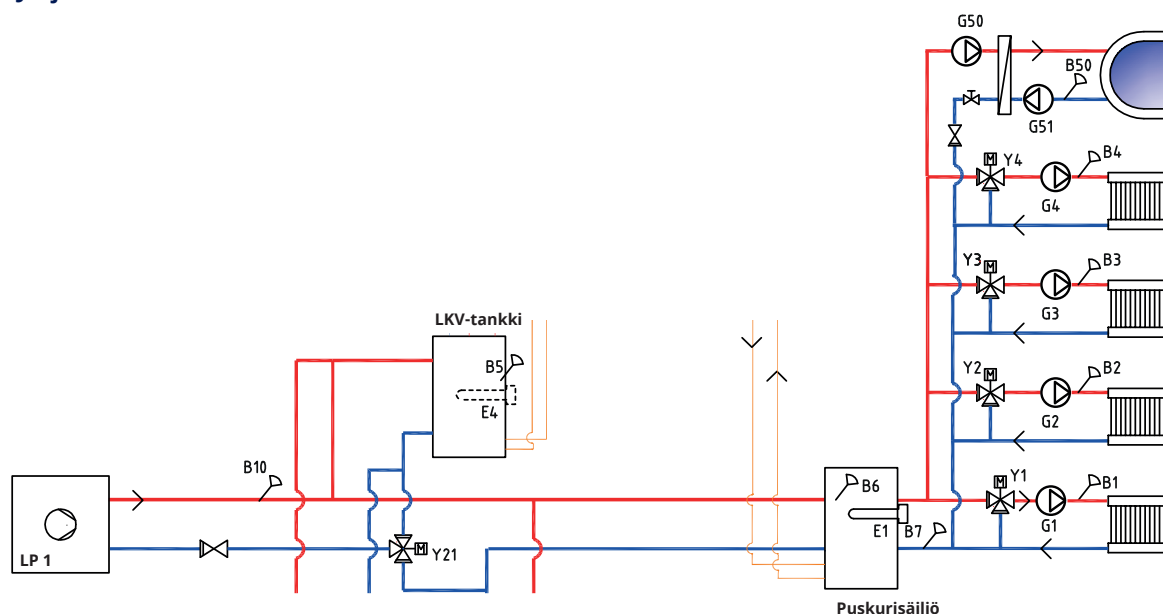 G50
B50
G51
Y4
B4
G4
Y3
B3
G3
LKV-tankki
B5
E4
Y2
B2
G2
B10
B6
Y1
B1
G1
E1
B7
LP 1
M
Y21
M
M
M
M
Puskurisäiliö